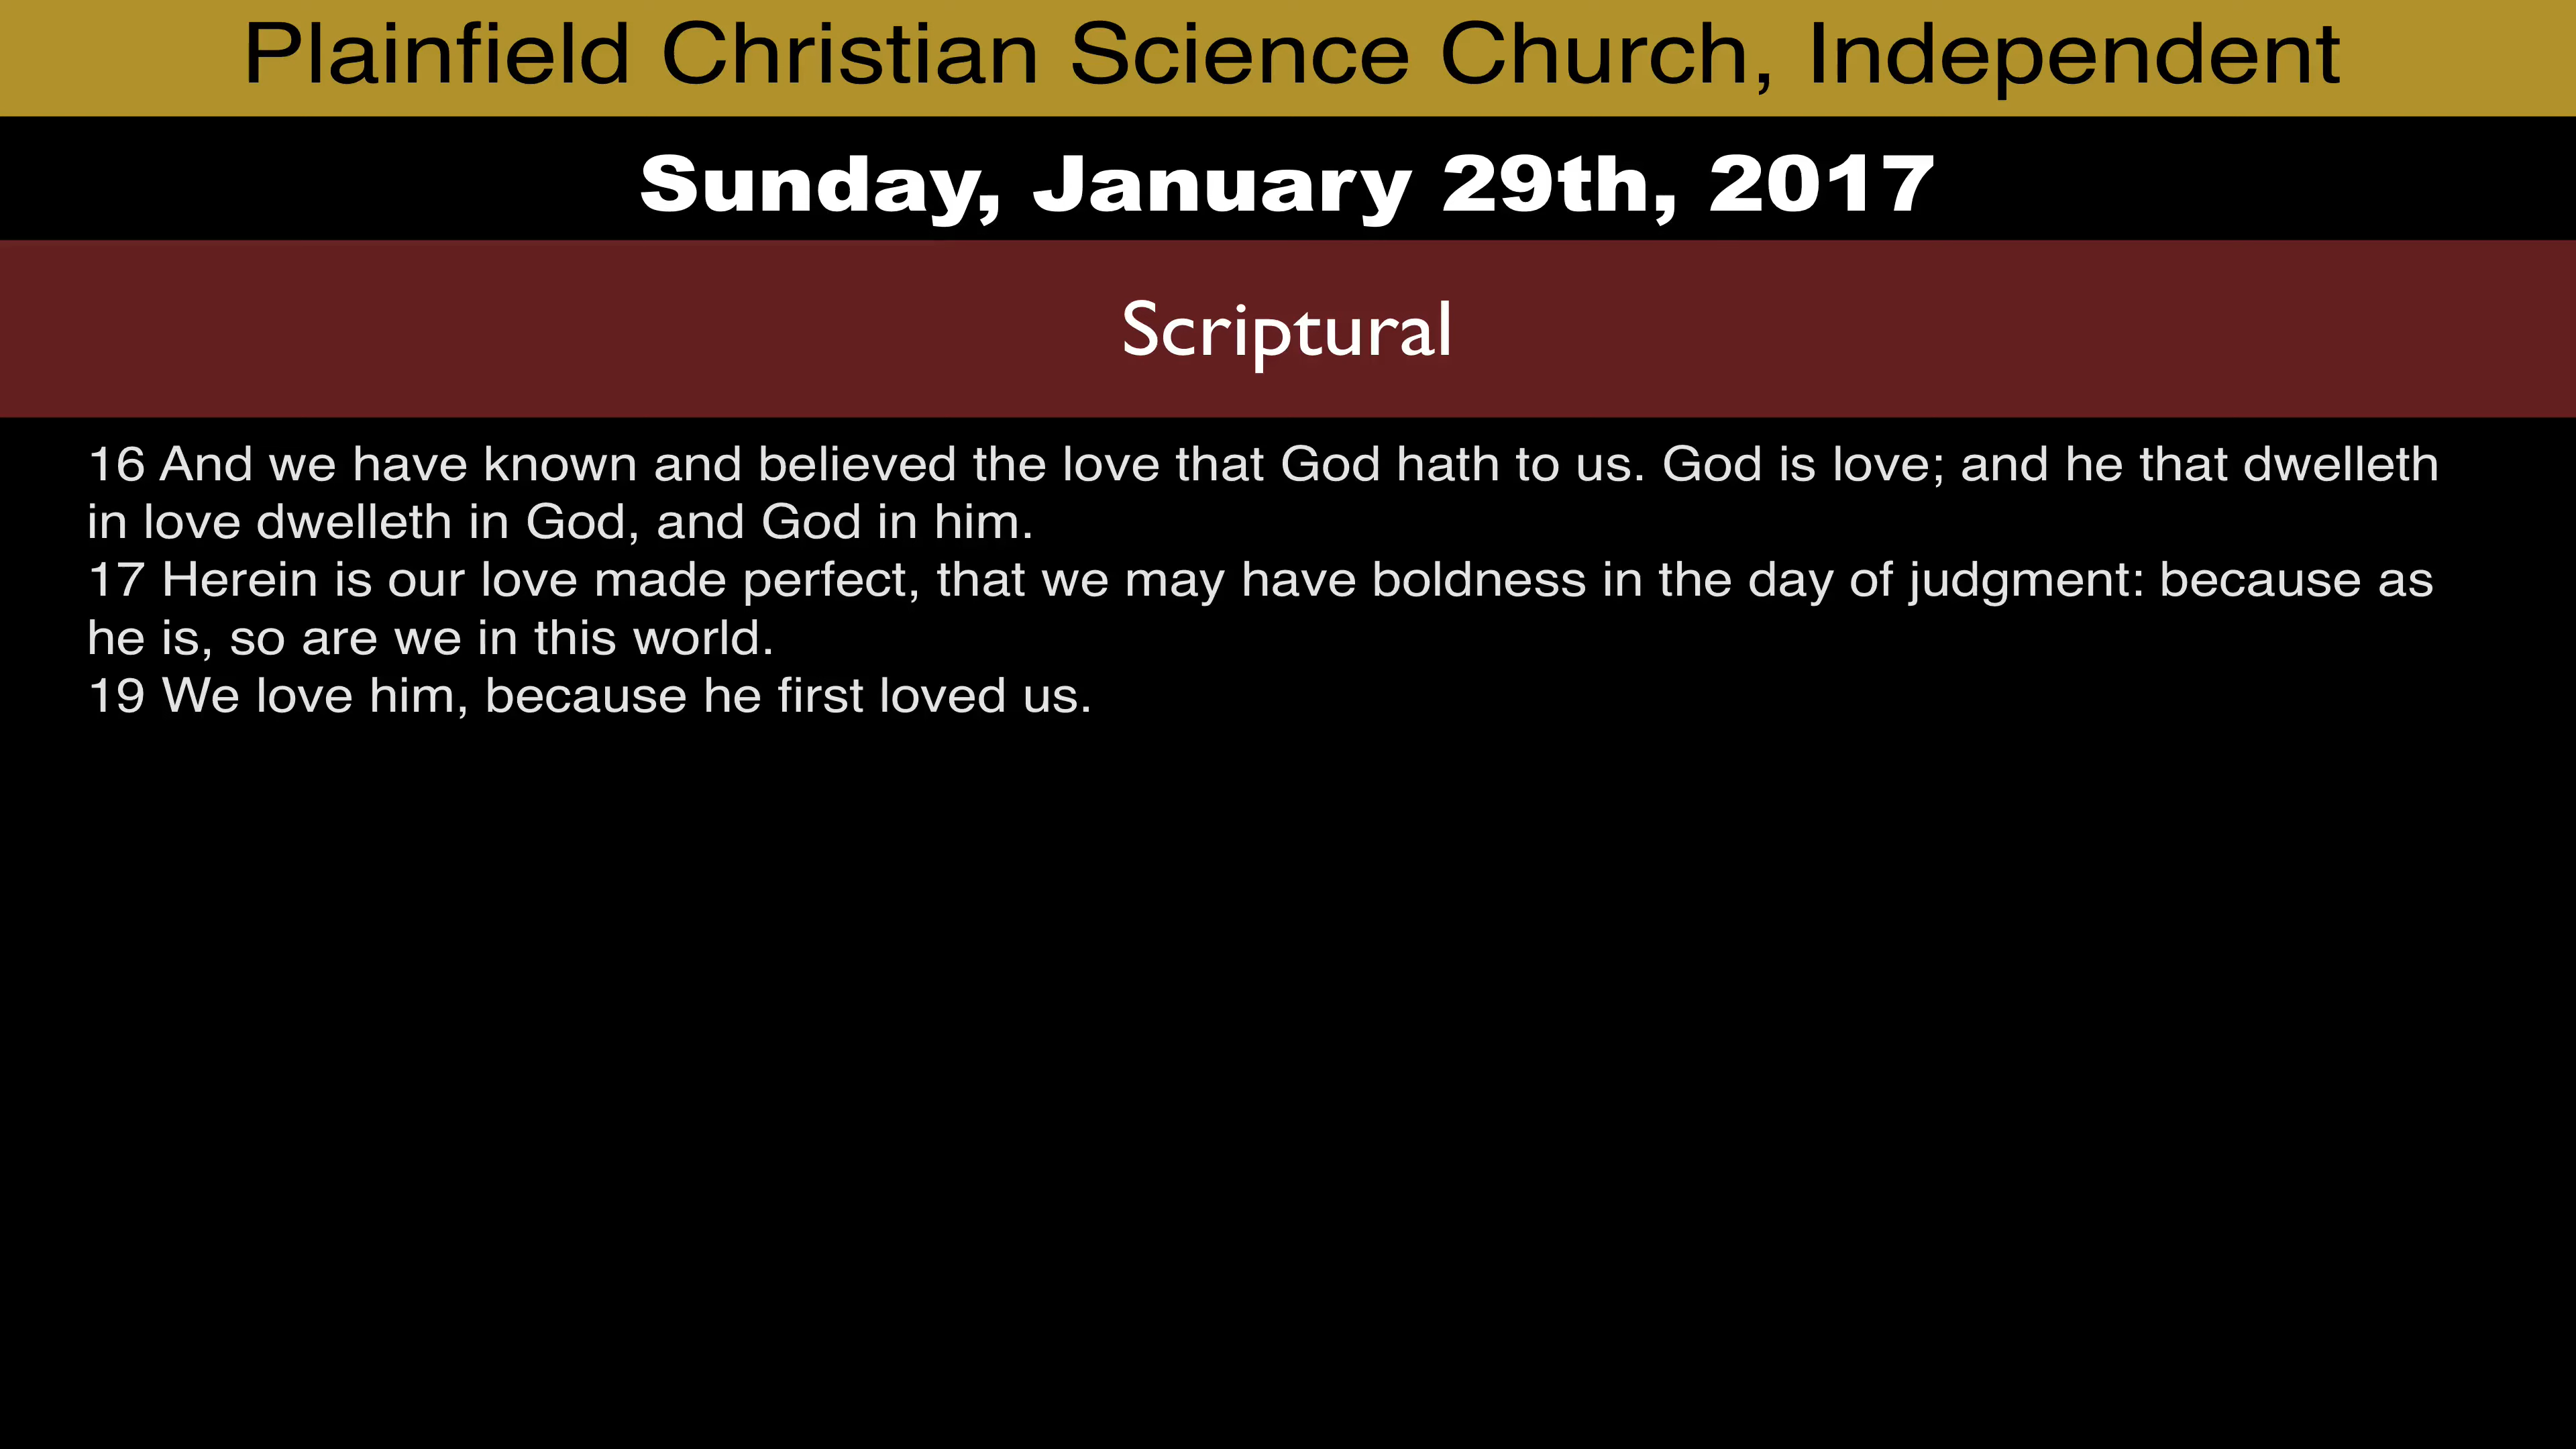 Plainfield Christian Science Church, Independent
Sunday, January 29th, 2017
Scriptural
16 And we have known and believed the love that God hath to us. God is love; and he that dwelleth
in love dwelleth in God, and God in him.
17 Herein is our love made perfect, that we may have boldness in the day of judgment: because as
he is, so are we in this world.
19 We love him, because he first loved us.